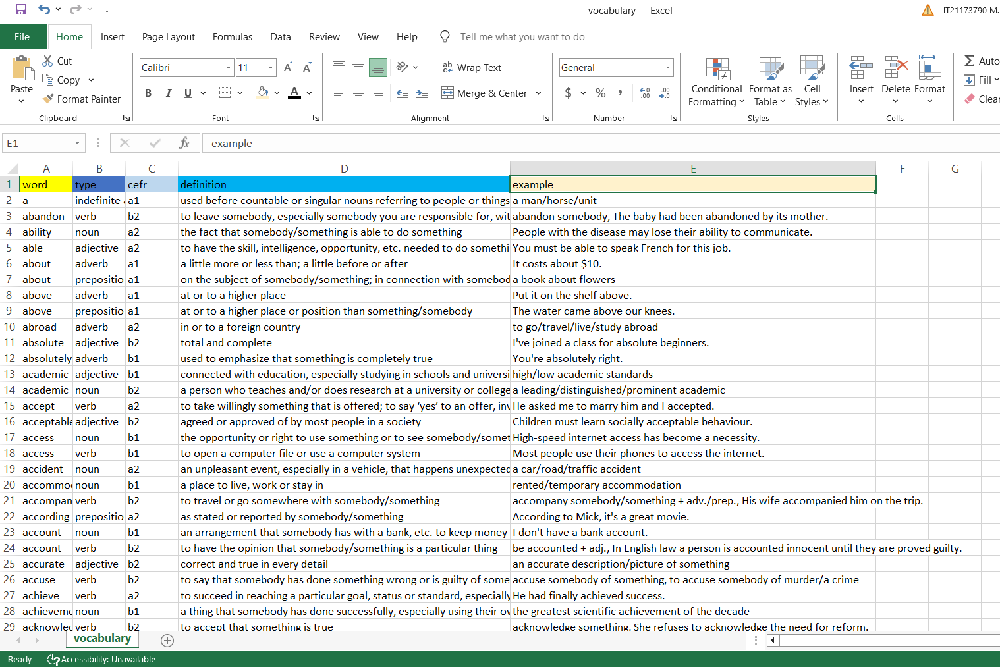 vocabulary - Excel
IT21173790 M.
File Home Insert Page Layout Formulas Data Review View Help Tell me what you want to do
Paste
Cut
Copy
Format Painter
Clipboard
Calibri 11 A A
B I U A
Font
ab Wrap Text
Merge & Center
Alignment
General
$ % , .00 .00
Number
Conditional Formatting
Format as Table
Cell Styles
Styles
Insert Delete Format
Cells
Σ Auto
Fill
Clear
E1 fx example
A B C D E F G
1 word type cefr definition example
2 a indefinite a1 used before countable or singular nouns referring to people or things a man/horse/unit
3 abandon verb b2 to leave somebody, especially somebody you are responsible for, wit abandon somebody, The baby had been abandoned by its mother.
4 ability noun a2 the fact that somebody/something is able to do something People with the disease may lose their ability to communicate.
5 able adjective a2 to have the skill, intelligence, opportunity, etc. needed to do somethi You must be able to speak French for this job.
6 about adverb a1 a little more or less than; a little before or after It costs about $10.
7 about prepositio a1 on the subject of somebody/something; in connection with somebod a book about flowers
8 above adverb a1 at or to a higher place Put it on the shelf above.
9 above prepositio a1 at or to a higher place or position than something/somebody The water came above our knees.
10 abroad adverb a2 in or to a foreign country to go/travel/live/study abroad
11 absolute adjective b2 total and complete I've joined a class for absolute beginners.
12 absolutely adverb b1 used to emphasize that something is completely true You're absolutely right.
13 academic adjective b1 connected with education, especially studying in schools and universi high/low academic standards
14 academic noun b2 a person who teaches and/or does research at a university or college a leading/distinguished/prominent academic
15 accept verb a2 to take willingly something that is offered; to say ‘yes’ to an offer, inv He asked me to marry him and I accepted.
16 acceptable adjective b2 agreed or approved of by most people in a society Children must learn socially acceptable behaviour.
17 access noun b1 the opportunity or right to use something or to see somebody/somet High-speed internet access has become a necessity.
18 access verb b1 to open a computer file or use a computer system Most people use their phones to access the internet.
19 accident noun a2 an unpleasant event, especially in a vehicle, that happens unexpectec a car/road/traffic accident
20 accommo noun b1 a place to live, work or stay in rented/temporary accommodation
21 accompan verb b2 to travel or go somewhere with somebody/something accompany somebody/something + adv./prep., His wife accompanied him on the trip.
22 according prepositio a2 as stated or reported by somebody/something According to Mick, it's a great movie.
23 account noun b1 an arrangement that somebody has with a bank, etc. to keep money I don't have a bank account.
24 account verb b2 to have the opinion that somebody/something is a particular thing be accounted + adj., In English law a person is accounted innocent until they are proved guilty.
25 accurate adjective b2 correct and true in every detail an accurate description/picture of something
26 accuse verb b2 to say that somebody has done something wrong or is guilty of some accuse somebody of something, to accuse somebody of murder/a crime
27 achieve verb a2 to succeed in reaching a particular goal, status or standard, especially He had finally achieved success.
28 achieveme noun b1 a thing that somebody has done successfully, especially using their ov the greatest scientific achievement of the decade
29 acknowlec verb b2 to accept that something is true acknowledge something, She refuses to acknowledge the need for reform.
vocabulary
Ready Accessibility: Unavailable